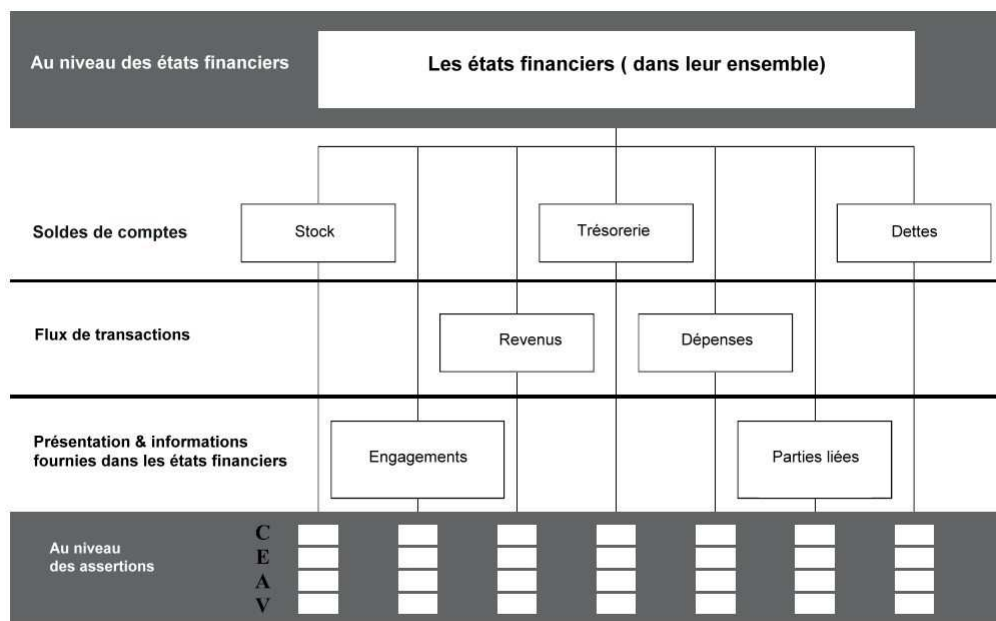 Au niveau des états financiers
Les états financiers ( dans leur ensemble)
Soldes de comptes
Stock
Trésorerie
Dettes
Flux de transactions
Revenus
Dépenses
Présentation & informations
fournies dans les états financiers
Engagements
Parties liées
Au niveau
des assertions
C
E
A
V